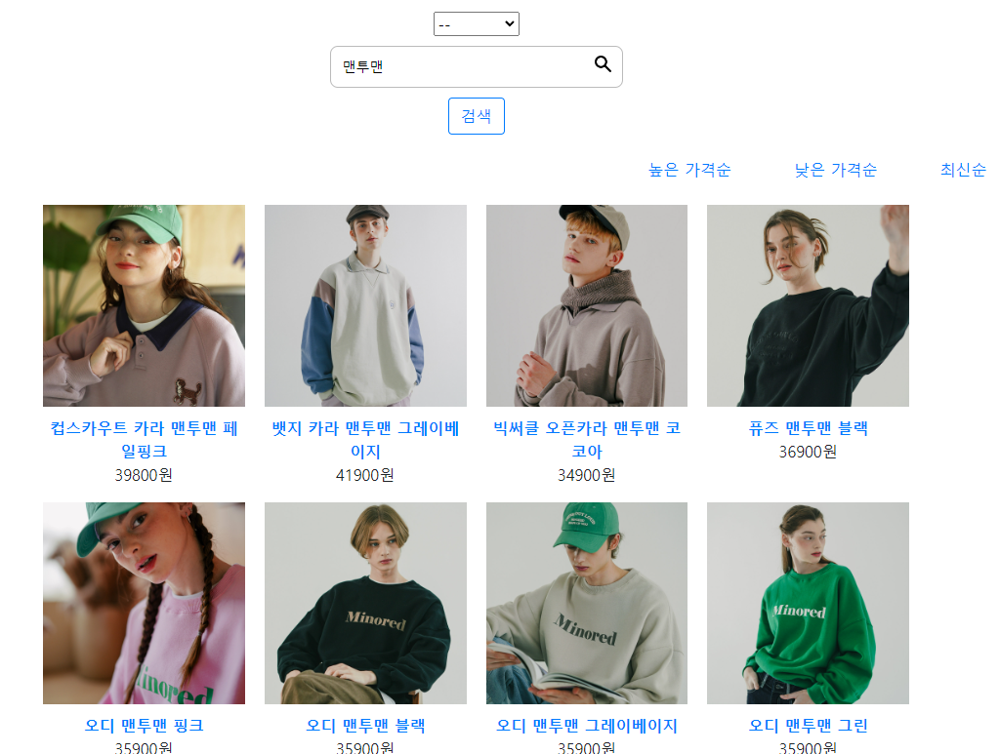 --
맨투맨
검색
높은 가격순 낮은 가격순 최신순
컵스카우트 카라 맨투맨 페
일핑크
39800원
뱃지 카라 맨투맨 그레이베
이지
41900원
빅써클 오픈카라 맨투맨 코
코아
34900원
퓨즈 맨투맨 블랙
36900원
Minored
Minored
Minored
Minored
오디 맨투맨 핑크
35900원
오디 맨투맨 블랙
35900원
오디 맨투맨 그레이베이지
35900원
오디 맨투맨 그린
35900원